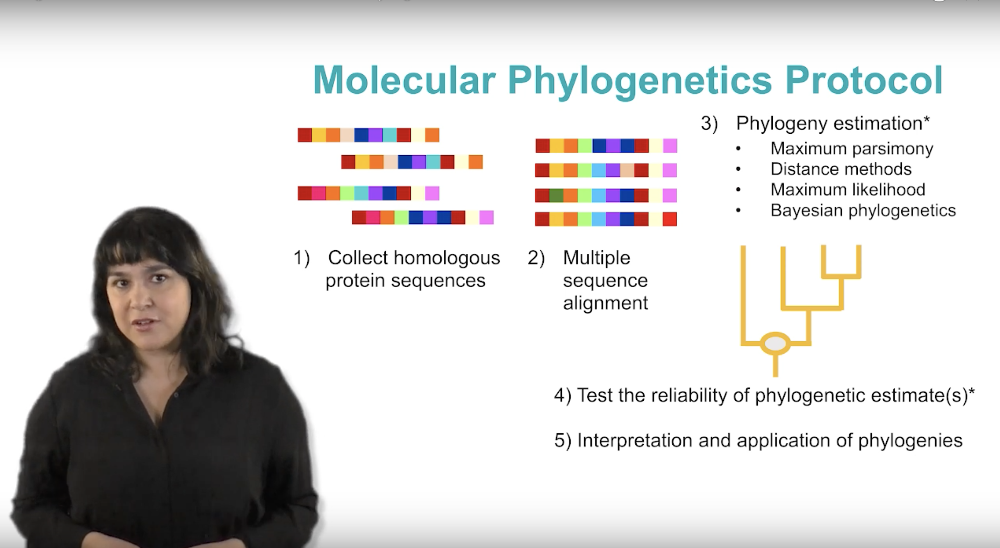 Molecular Phylogenetics Protocol
1) Collect homologous
protein sequences
2) Multiple
sequence
alignment
3) Phylogeny estimation*
• Maximum parsimony
• Distance methods
• Maximum likelihood
• Bayesian phylogenetics
4) Test the reliability of phylogenetic estimate(s)*
5) Interpretation and application of phylogenies